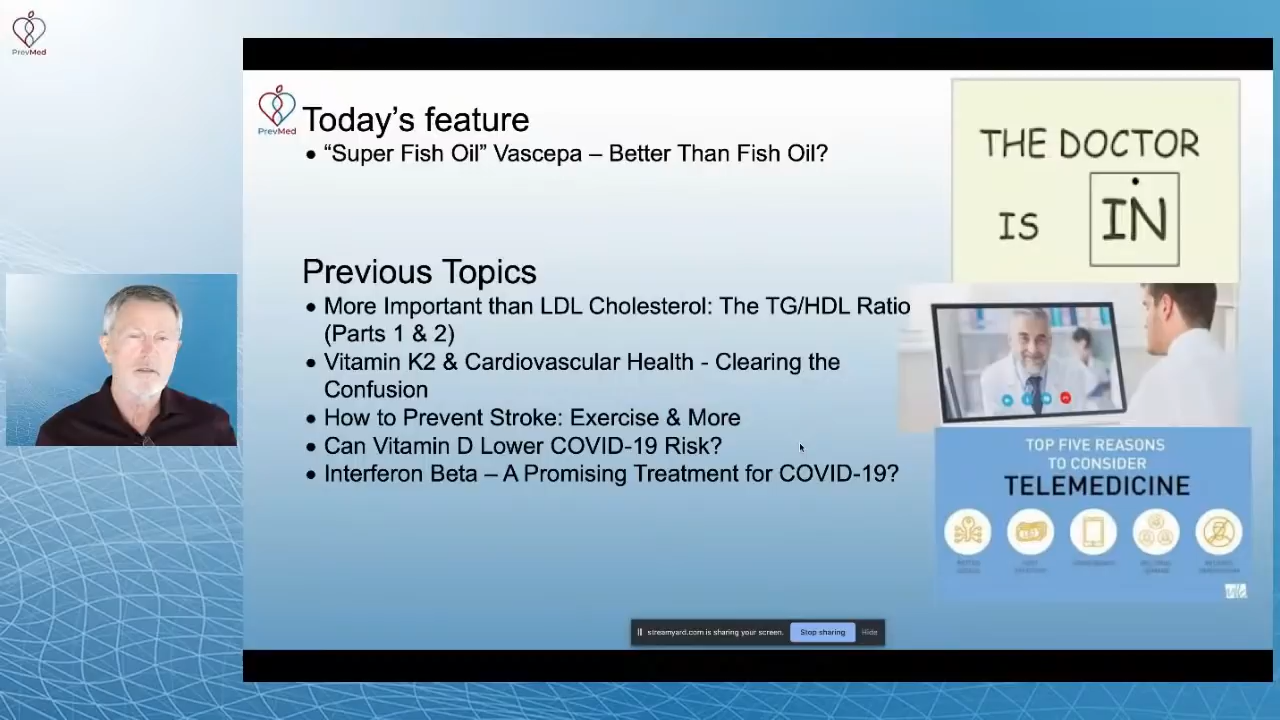 PrevMed
PrevMed
Today's feature
• “Super Fish Oil” Vascepa – Better Than Fish Oil?
Previous Topics
• More Important than LDL Cholesterol: The TG/HDL Ratio
(Parts 1 & 2)
• Vitamin K2 & Cardiovascular Health - Clearing the
Confusion
• How to Prevent Stroke: Exercise & More
• Can Vitamin D Lower COVID-19 Risk?
• Interferon Beta – A Promising Treatment for COVID-19?
THE DOCTOR
IS IN
TOP FIVE REASONS
TO CONSIDER
TELEMEDICINE
streamyard.com is sharing your screen.
Stop sharing
Hide